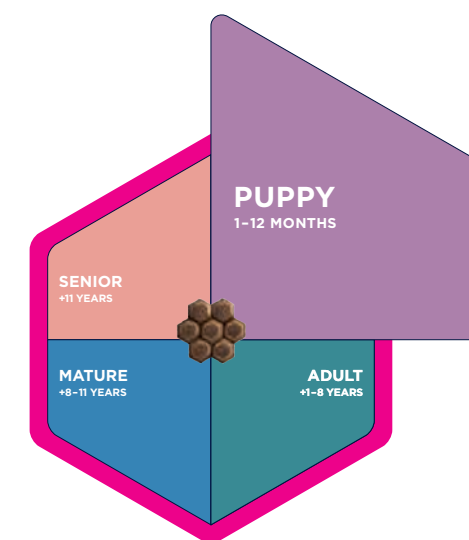 PUPPY
1–12 MONTHS
SENIOR
+11 YEARS
MATURE
+8–11 YEARS
ADULT
+1–8 YEARS